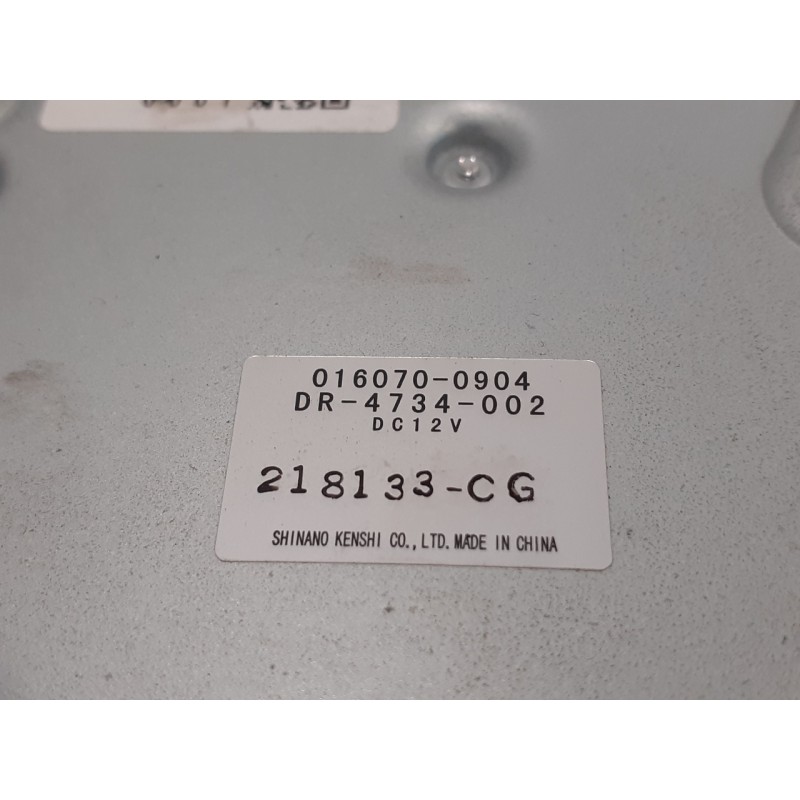 016070-0904
DR-4734-002
DC12V
218133-CG
SHINANO KENSHI CO., LTD. MADE IN CHINA